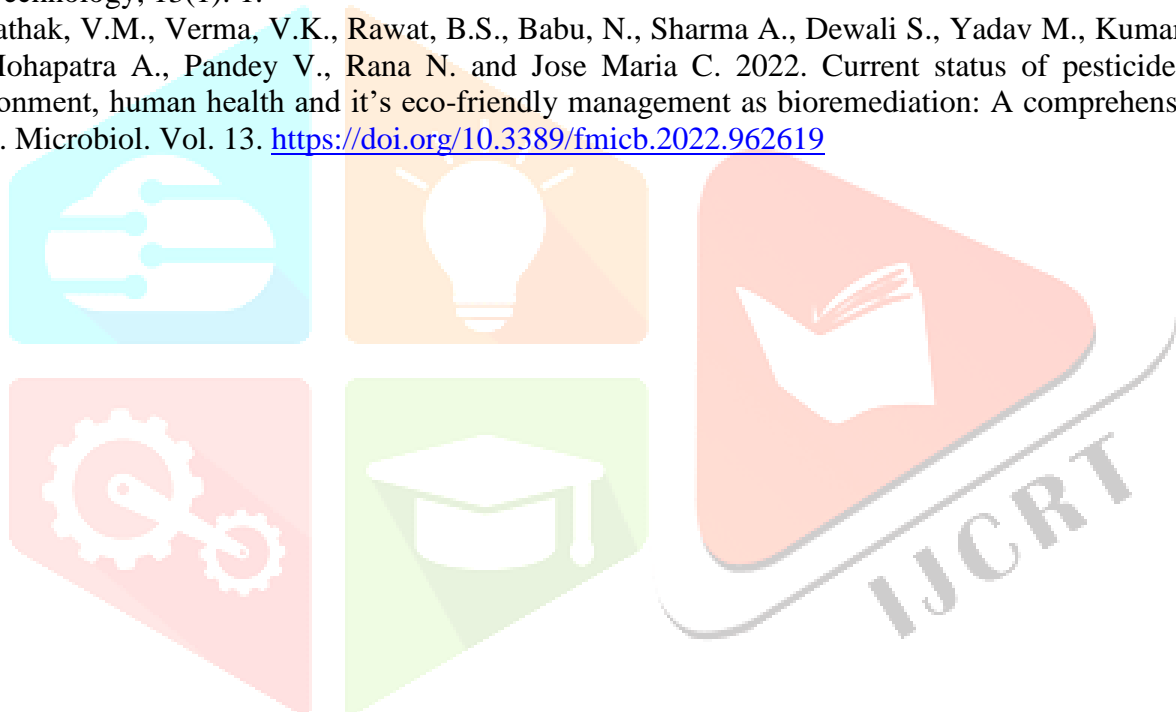 echnology, 13(1): 1.
athak, V.M., Verma, V.K., Rawat, B.S., Babu, N., Sharma A., Dewali S., Yadav M., Kumar
Mohapatra A., Pandey V., Rana N. and Jose Maria C. 2022. Current status of pesticide
onment, human health and it's eco-friendly management as bioremediation: A comprehens
. Microbiol. Vol. 13. https://doi.org/10.3389/fmicb.2022.962619
IJCRT